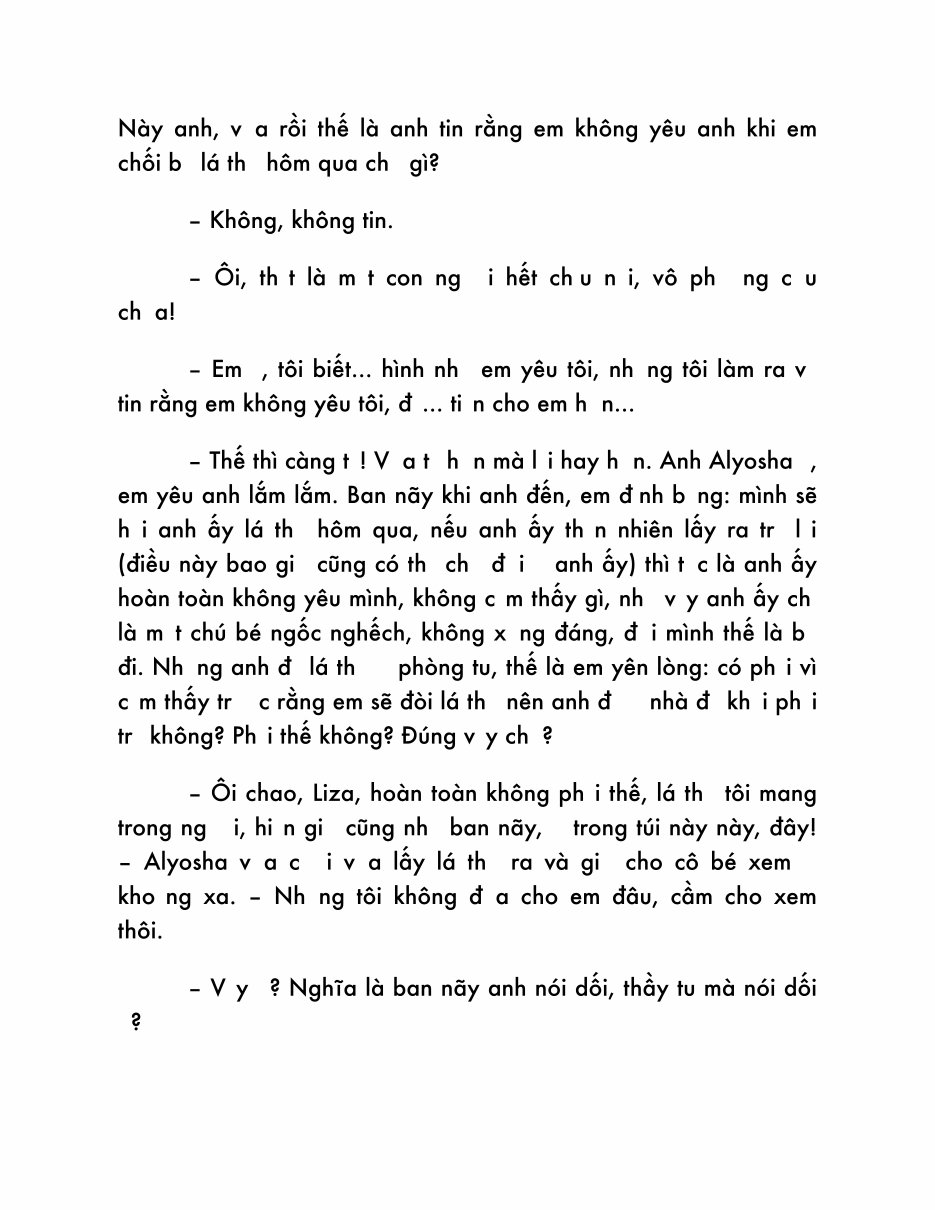 Này anh, v a rồi thế là anh tin rằng em không yêu anh khi em
chối b lá th hôm qua ch gì?
– Không, không tin.
– Ôi, th t là m t con ng i hết ch u n i, vô ph ng c u
ch a!
– Em , tôi biết... hình nh em yêu tôi, nh ng tôi làm ra v
tin rằng em không yêu tôi, đ ... ti n cho em h n...
– Thế thì càng t ! V a t h n mà l i hay h n. Anh Alyosha ,
em yêu anh lắm lắm. Ban nãy khi anh đến, em đ nh b ng: mình sẽ
h i anh ấy lá th hôm qua, nếu anh ấy th n nhiên lấy ra tr l i
(điều này bao gi cũng có th ch đ i anh ấy) thì t c là anh ấy
hoàn toàn không yêu mình, không c m thấy gì, nh v y anh ấy ch
là m t chú bé ngốc nghếch, không x ng đáng, đ i mình thế là b
đi. Nh ng anh đ lá th phòng tu, thế là em yên lòng: có ph i vì
c m thấy tr c rằng em sẽ đòi lá th nên anh đ nhà đ kh i ph i
tr không? Ph i thế không? Đúng v y ch ?
– Ôi chao, Liza, hoàn toàn không ph i thế, lá th tôi mang
trong ng i, hi n gi cũng nh ban nãy, trong túi này này, đây!
– Alyosha v a c i v a lấy lá th ra và gi cho cô bé xem
kho ng xa. – Nh ng tôi không đ a cho em đâu, cầm cho xem
thôi.
– V y ? Nghĩa là ban nãy anh nói dối, thầy tu mà nói dối
?